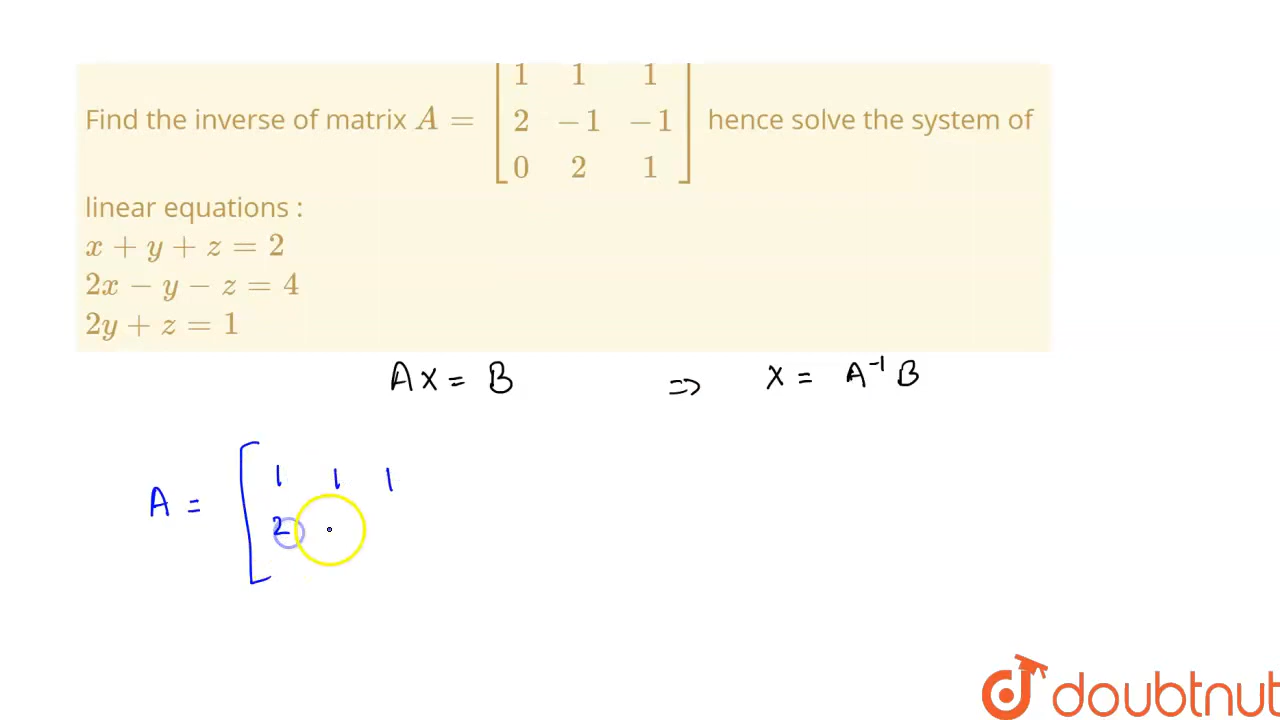 Find the inverse of matrix A = [1 1 1; 2 −1 −1; 0 2 1] hence solve the system of
linear equations :
x + y + z = 2
2x − y − z = 4
2y + z = 1
AX = B ⇒ X = A⁻¹ B
A = [ 1 1 1
2
doubtnut